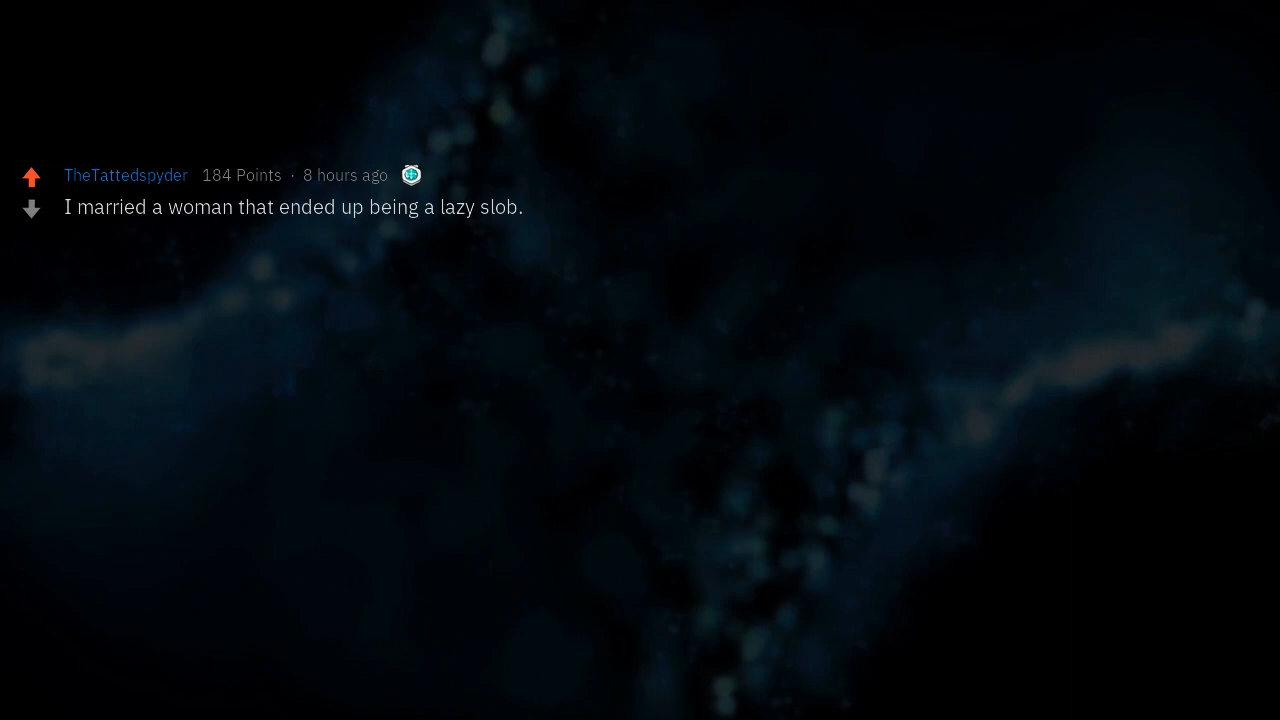 TheTattedspyder 184 Points · 8 hours ago
I married a woman that ended up being a lazy slob.